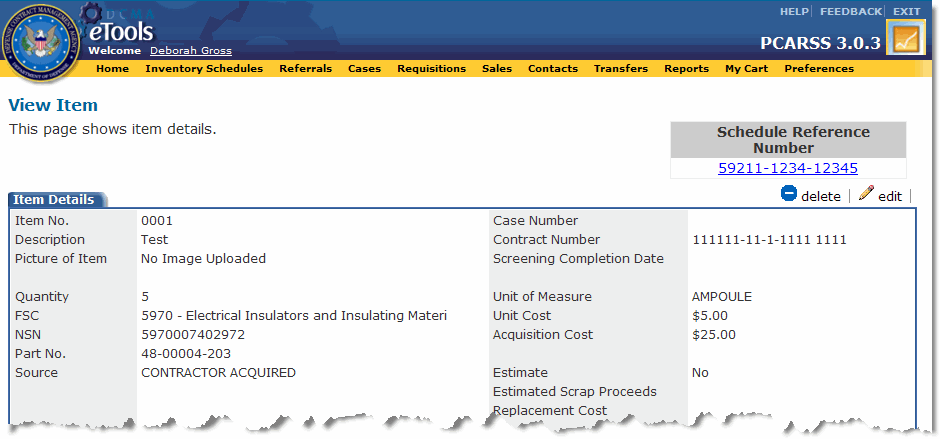 HELP | FEEDBACK | EXIT
DCMA
eTools
Welcome Deborah Gross
PCARSS 3.0.3
Home Inventory Schedules Referrals Cases Requisitions Sales Contacts Transfers Reports My Cart Preferences
View Item
This page shows item details.
Schedule Reference
Number
59211-1234-12345
delete | edit |
Item Details
Item No. 0001 Case Number
Description Test Contract Number 111111-11-1-1111 1111
Picture of Item No Image Uploaded Screening Completion Date
Quantity 5 Unit of Measure AMPOULE
FSC 5970 - Electrical Insulators and Insulating Materi Unit Cost $5.00
NSN 5970007402972 Acquisition Cost $25.00
Part No. 48-00004-203
Source CONTRACTOR ACQUIRED Estimate No
Estimated Scrap Proceeds
Replacement Cost